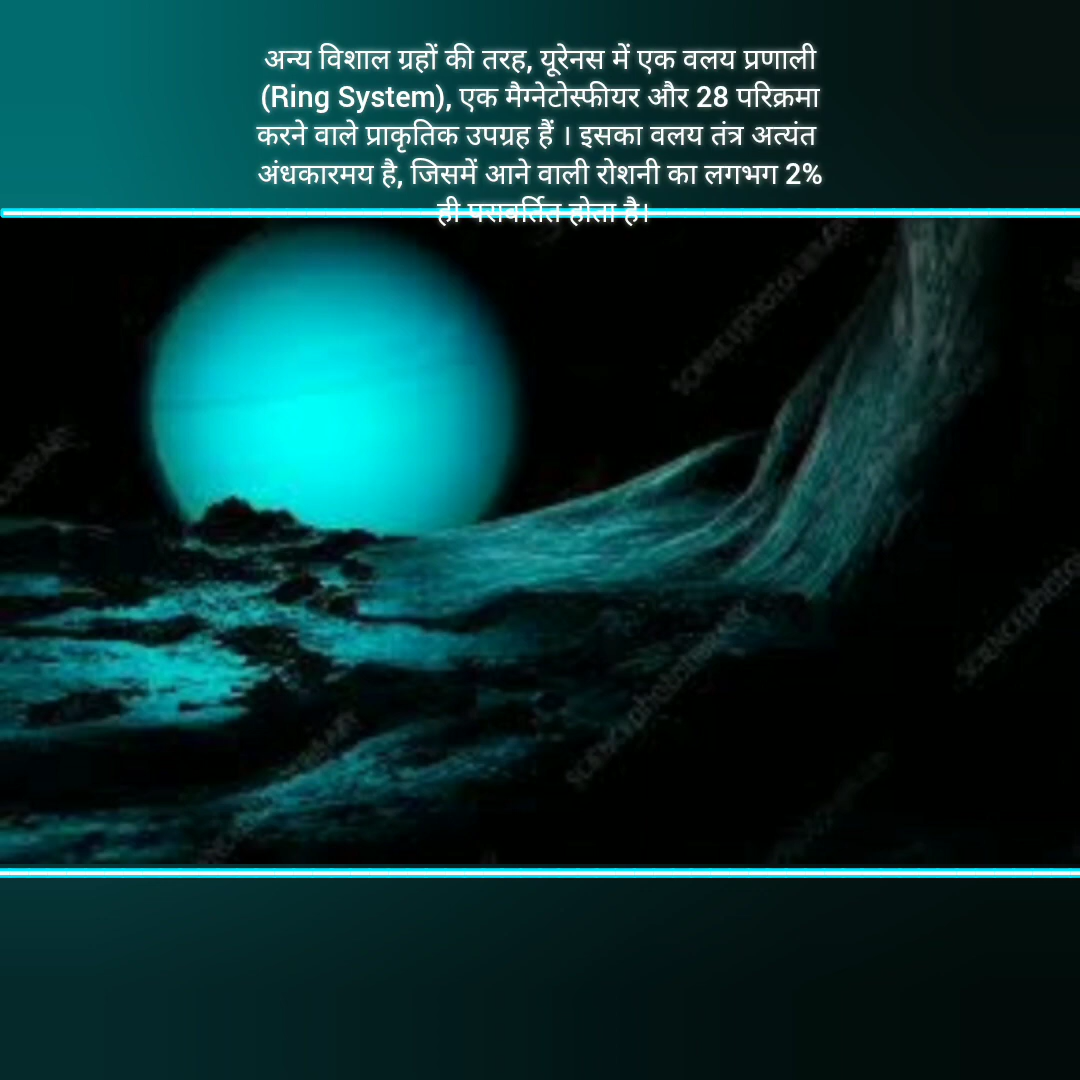 अन्य विशाल ग्रहों की तरह, यूरेनस में एक वलय प्रणाली
(Ring System), एक मैग्नेटोस्फीयर और 28 परिक्रमा
करने वाले प्राकृतिक उपग्रह हैं । इसका वलय तंत्र अत्यंत
अंधकारमय है, जिसमें आने वाली रोशनी का लगभग 2%
ही परावर्तित होता है।